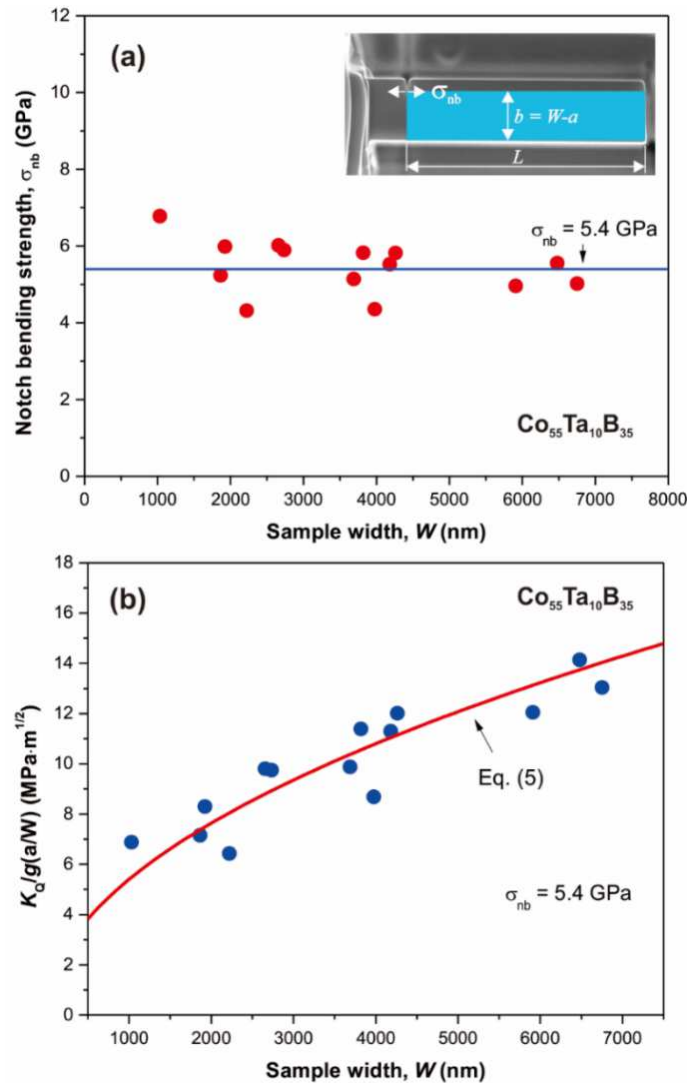 12
10
8
6
4
2
0
Notch bending strength, σnb (GPa)
(a)
σnb
b = W-a
L
σnb = 5.4 GPa
Co55Ta10B35
0 1000 2000 3000 4000 5000 6000 7000 8000
Sample width, W (nm)
18
16
14
12
10
8
6
4
2
0
KQ/g(a/W) (MPa·m1/2)
(b)
Co55Ta10B35
Eq. (5)
σnb = 5.4 GPa
1000 2000 3000 4000 5000 6000 7000
Sample width, W (nm)